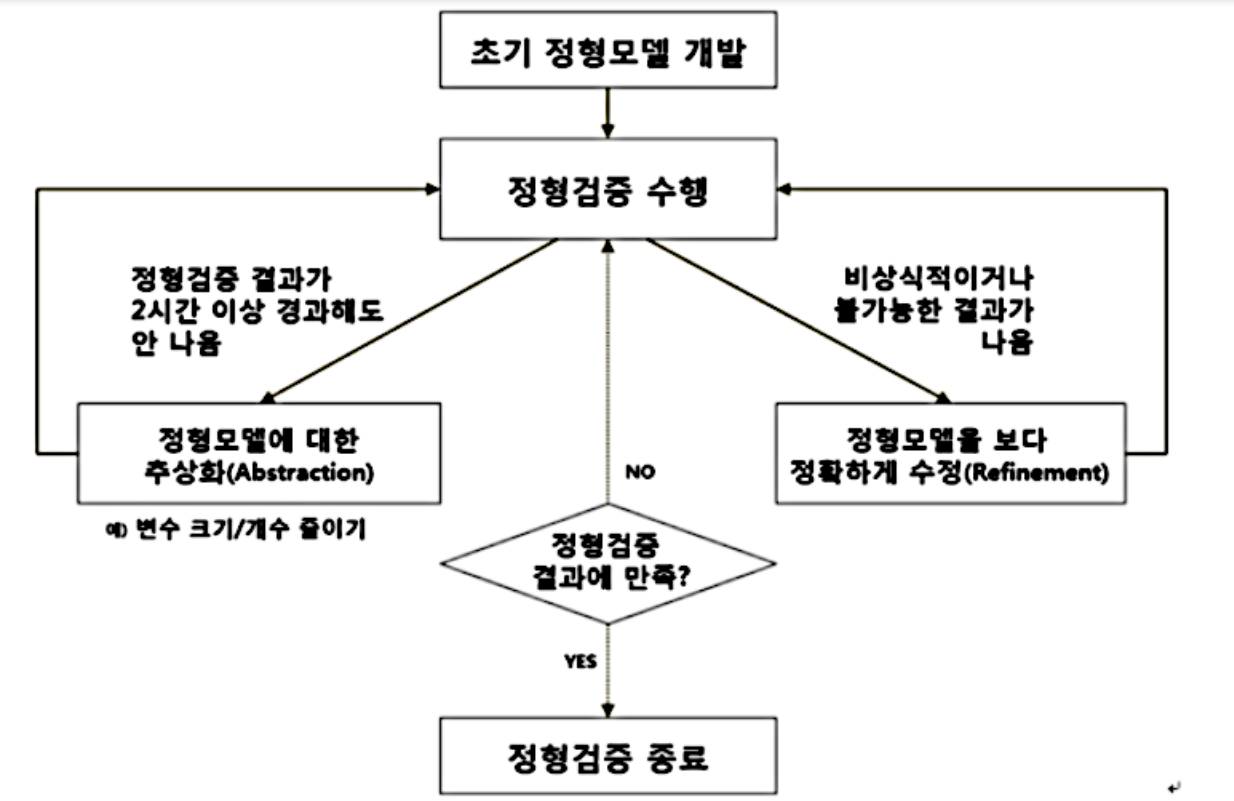 초기 정형모델 개발
정형검증 수행
정형검증 결과가
2시간 이상 경과해도
안 나옴
비상식적이거나
불가능한 결과가
나옴
정형모델에 대한
추상화(Abstraction)
예) 변수 크기/개수 줄이기
정형모델을 보다
정확하게 수정(Refinement)
NO
정형검증
결과에 만족?
YES
정형검증 종료